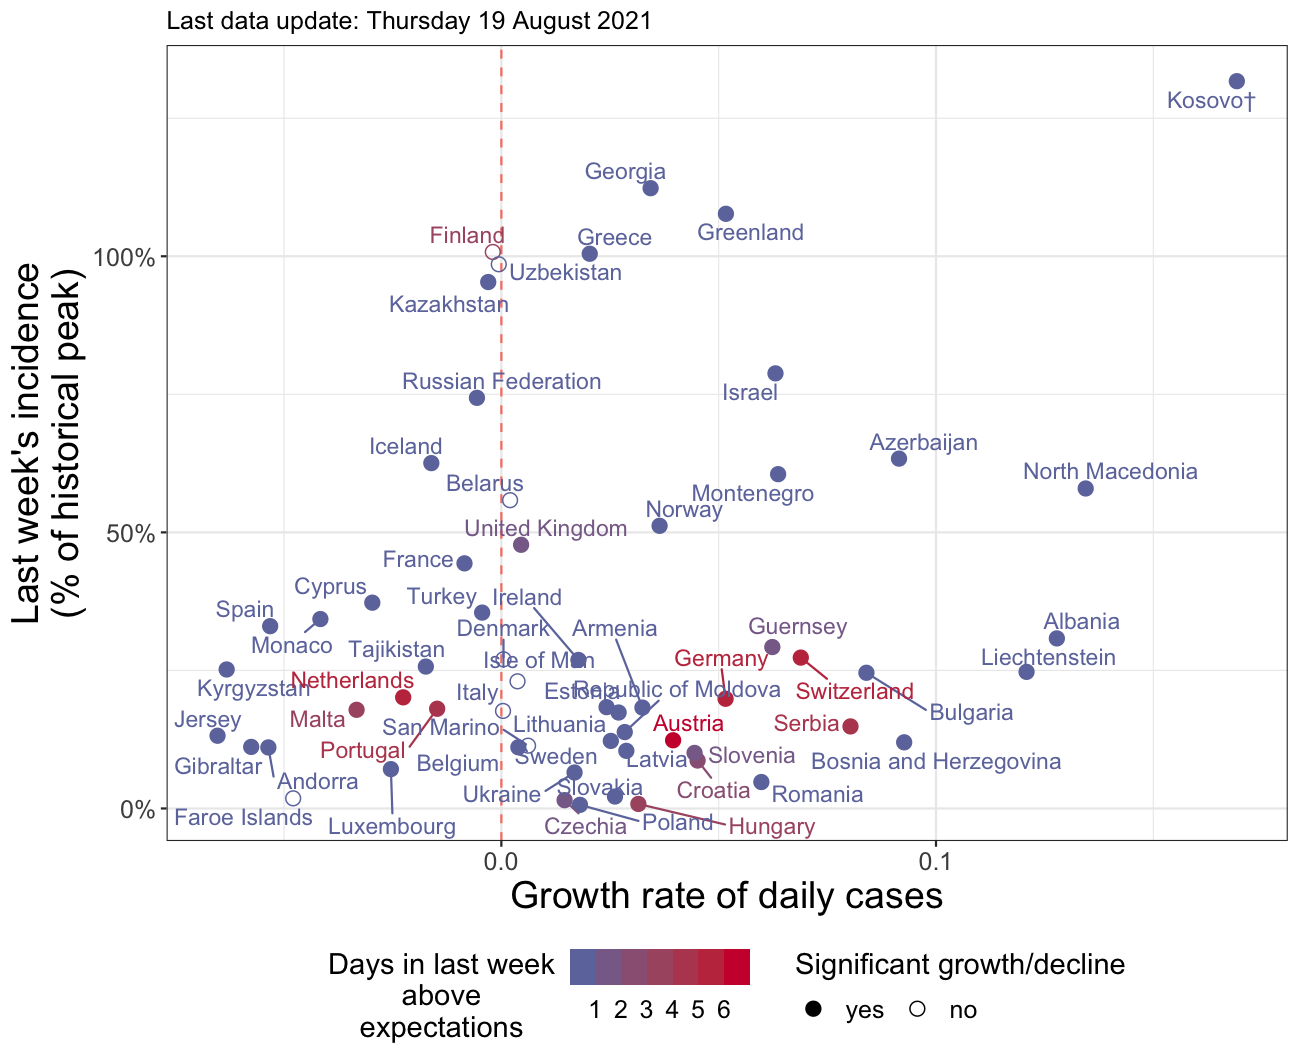 Last data update: Thursday 19 August 2021
Last week's incidence
(% of historical peak)
100%
50%
0%
Kosovo†
Georgia
Greenland
Finland
Greece
Uzbekistan
Kazakhstan
Russian Federation
Israel
Iceland
Azerbaijan
Belarus
North Macedonia
Montenegro
Norway
United Kingdom
France
Cyprus
Turkey
Ireland
Spain
Denmark
Armenia
Guernsey
Albania
Monaco
Tajikistan
Isle of Man
Germany
Liechtenstein
Kyrgyzstan
Netherlands
Italy
Estonia
Republic of Moldova
Switzerland
Jersey
Malta
San Marino
Lithuania
Austria
Serbia
Bulgaria
Portugal
Gibraltar
Belgium
Sweden
Latvia
Slovenia
Bosnia and Herzegovina
Andorra
Ukraine
Slovakia
Croatia
Romania
Faroe Islands
Luxembourg
Czechia
Poland
Hungary
0.0
0.1
Growth rate of daily cases
Days in last week
above
expectations
1 2 3 4 5 6
Significant growth/decline
yes
no